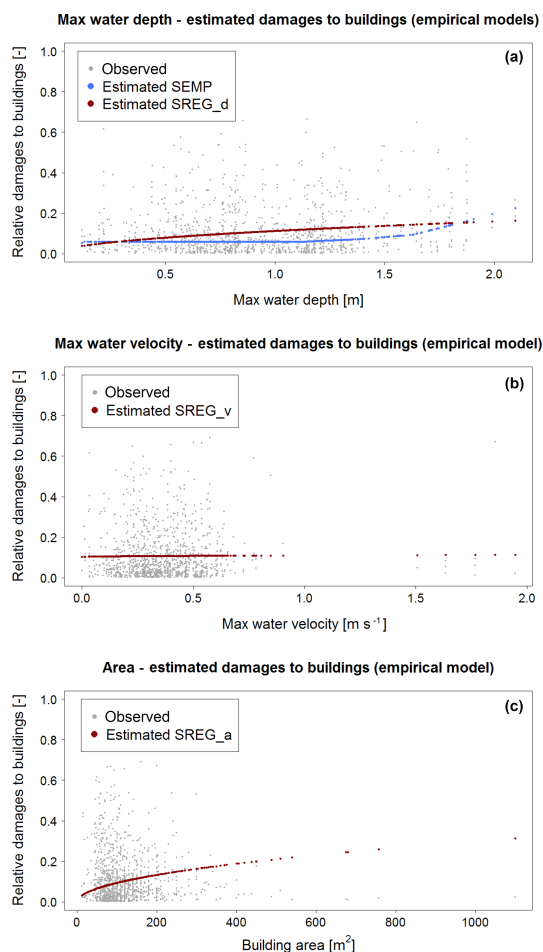 Max water depth - estimated damages to buildings (empirical models)
Relative damages to buildings [-]
1.0
0.8
0.6
0.4
0.2
0.0
Observed
Estimated SEMP
Estimated SREG_d
(a)
0.5 1.0 1.5 2.0
Max water depth [m]
Max water velocity - estimated damages to buildings (empirical model)
Relative damages to buildings [-]
1.0
0.8
0.6
0.4
0.2
0.0
Observed
Estimated SREG_v
(b)
0.0 0.5 1.0 1.5 2.0
Max water velocity [m s⁻¹]
Area - estimated damages to buildings (empirical model)
Relative damages to buildings [-]
1.0
0.8
0.6
0.4
0.2
0.0
Observed
Estimated SREG_a
(c)
0 200 400 600 800 1000
Building area [m²]